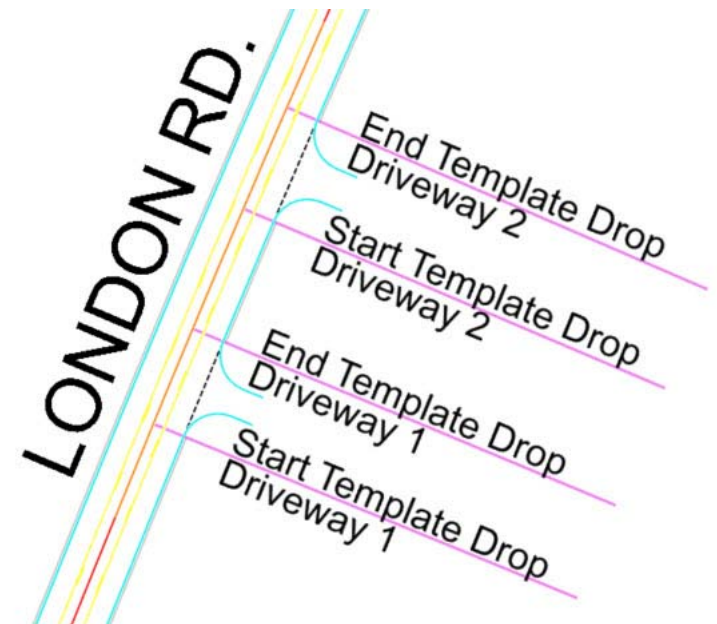 LONDON RD.
End Template Drop
Driveway 2
Start Template Drop
Driveway 2
End Template Drop
Driveway 1
Start Template Drop
Driveway 1